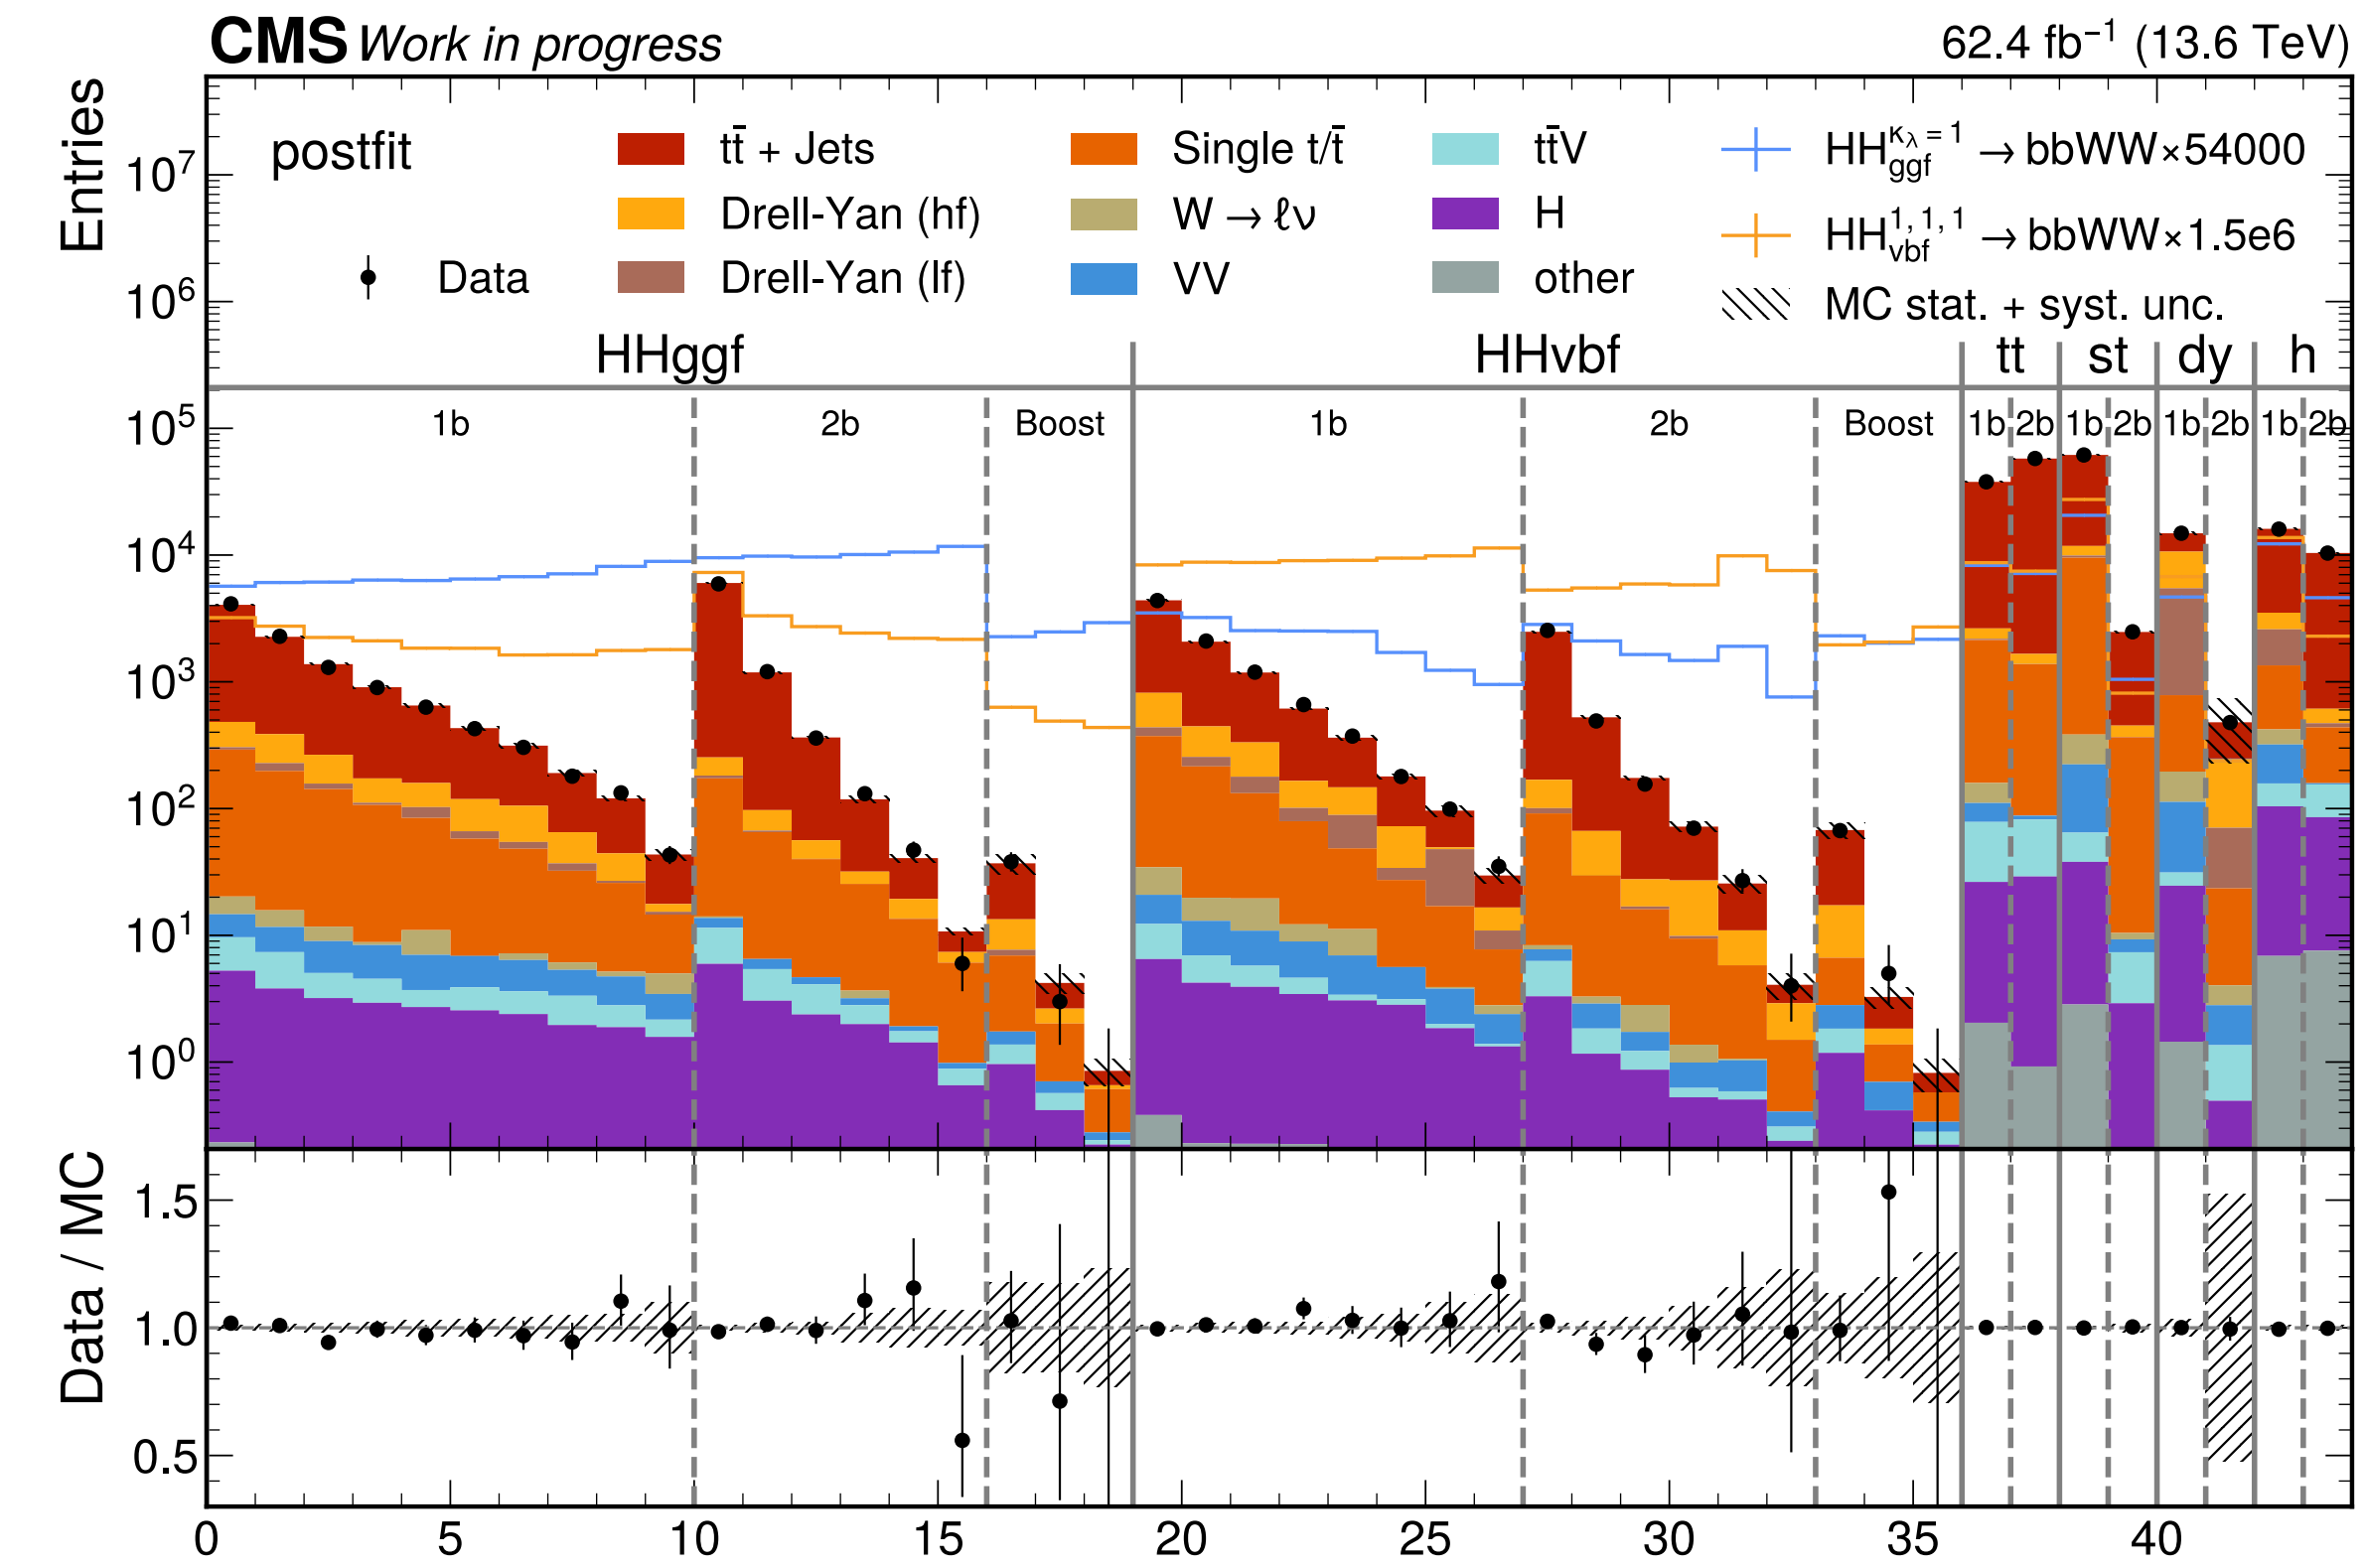 CMS Work in progress
62.4 fb⁻¹ (13.6 TeV)
Entries
postfit
Data
tt̄ + Jets
Drell-Yan (hf)
Drell-Yan (lf)
Single t/t̄
W → ℓν
VV
tt̄V
H
other
HH^{κλ = 1}_{ggf} → bbWW×54000
HH^{1, 1, 1}_{vbf} → bbWW×1.5e6
MC stat. + syst. unc.
HHggf HHvbf tt st dy h
1b 2b Boost 1b 2b Boost 1b 2b 1b 2b 1b 2b 1b 2b
10⁷
10⁶
10⁵
10⁴
10³
10²
10¹
10⁰
Data / MC
1.5
1.0
0.5
0 5 10 15 20 25 30 35 40